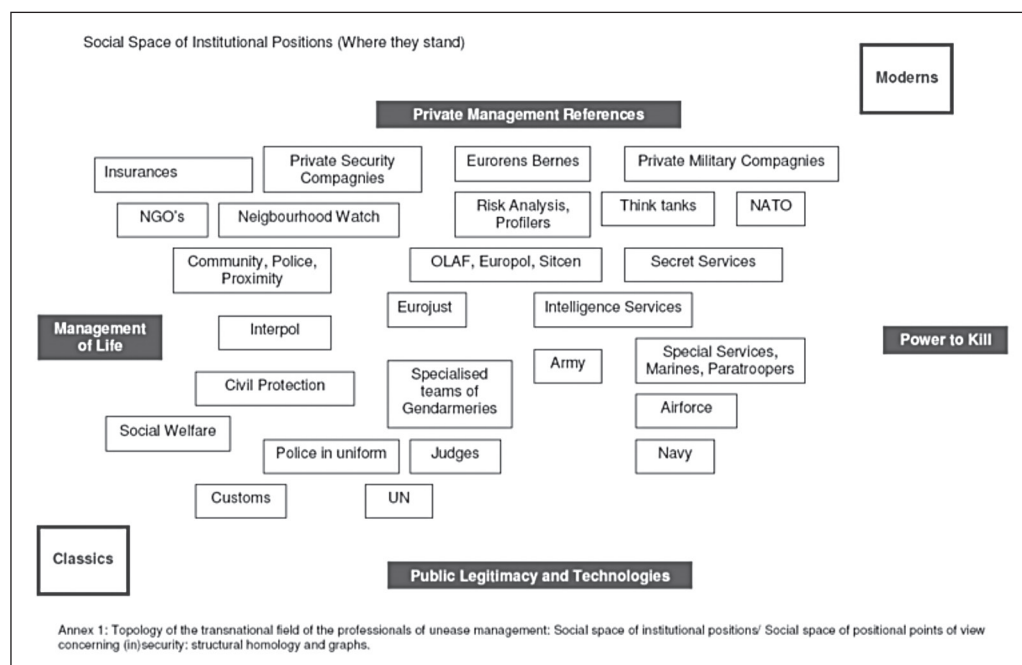 Social Space of Institutional Positions (Where they stand)
Moderns
Private Management References
Insurances
Private Security
Compagnies
Eurorens Bernes
Private Military Compagnies
NGO's
Neigbourhood Watch
Risk Analysis,
Profilers
Think tanks
NATO
Community, Police,
Proximity
OLAF, Europol, Sitcen
Secret Services
Management
of Life
Interpol
Eurojust
Intelligence Services
Power to Kill
Civil Protection
Specialised
teams of
Gendarmeries
Army
Special Services,
Marines, Paratroopers
Social Welfare
Airforce
Police in uniform
Judges
Navy
Customs
UN
Classics
Public Legitimacy and Technologies
Annex 1: Topology of the transnational field of the professionals of unease management: Social space of institutional positions/ Social space of positional points of view
concerning (in)security: structural homology and graphs.